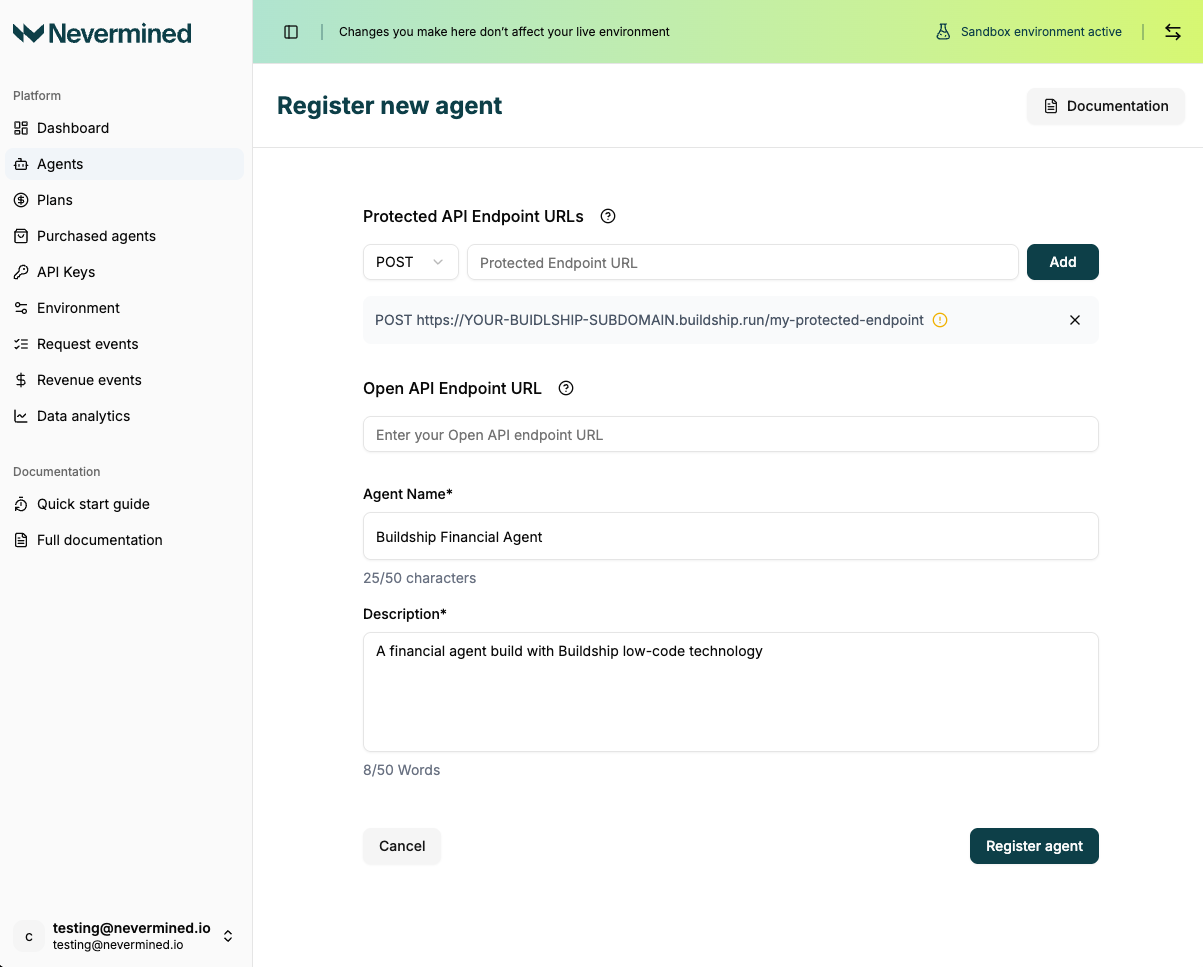 Nevermined
Platform
Dashboard
Agents
Plans
Purchased agents
API Keys
Environment
Request events
Revenue events
Data analytics
Documentation
Quick start guide
Full documentation
c
testing@nevermined.io
testing@nevermined.io
Changes you make here don't affect your live environment
Sandbox environment active
Register new agent
Documentation
Protected API Endpoint URLs
POST
Protected Endpoint URL
Add
POST https://YOUR-BUIDLSHIP-SUBDOMAIN.buildship.run/my-protected-endpoint
Open API Endpoint URL
Enter your Open API endpoint URL
Agent Name*
Buildship Financial Agent
25/50 characters
Description*
A financial agent build with Buildship low-code technology
8/50 Words
Cancel
Register agent